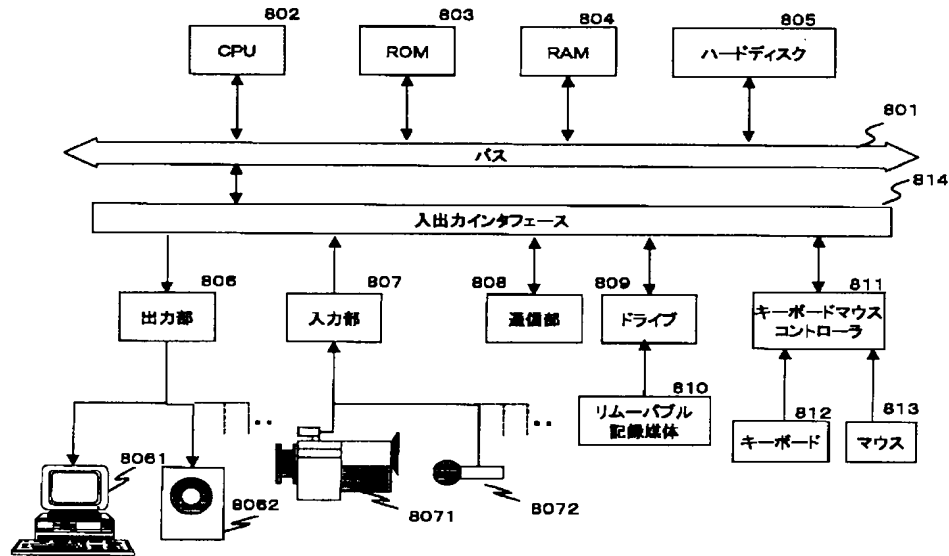 802
803
804
805
CPU
ROM
RAM
ハードディスク
801
バス
814
入出力インタフェース
806
807
808
809
811
出力部
入力部
通信部
ドライブ
キーボードマウス
コントローラ
810
812
813
リムーバブル
記録媒体
キーボード
マウス
8061
8062
8071
8072